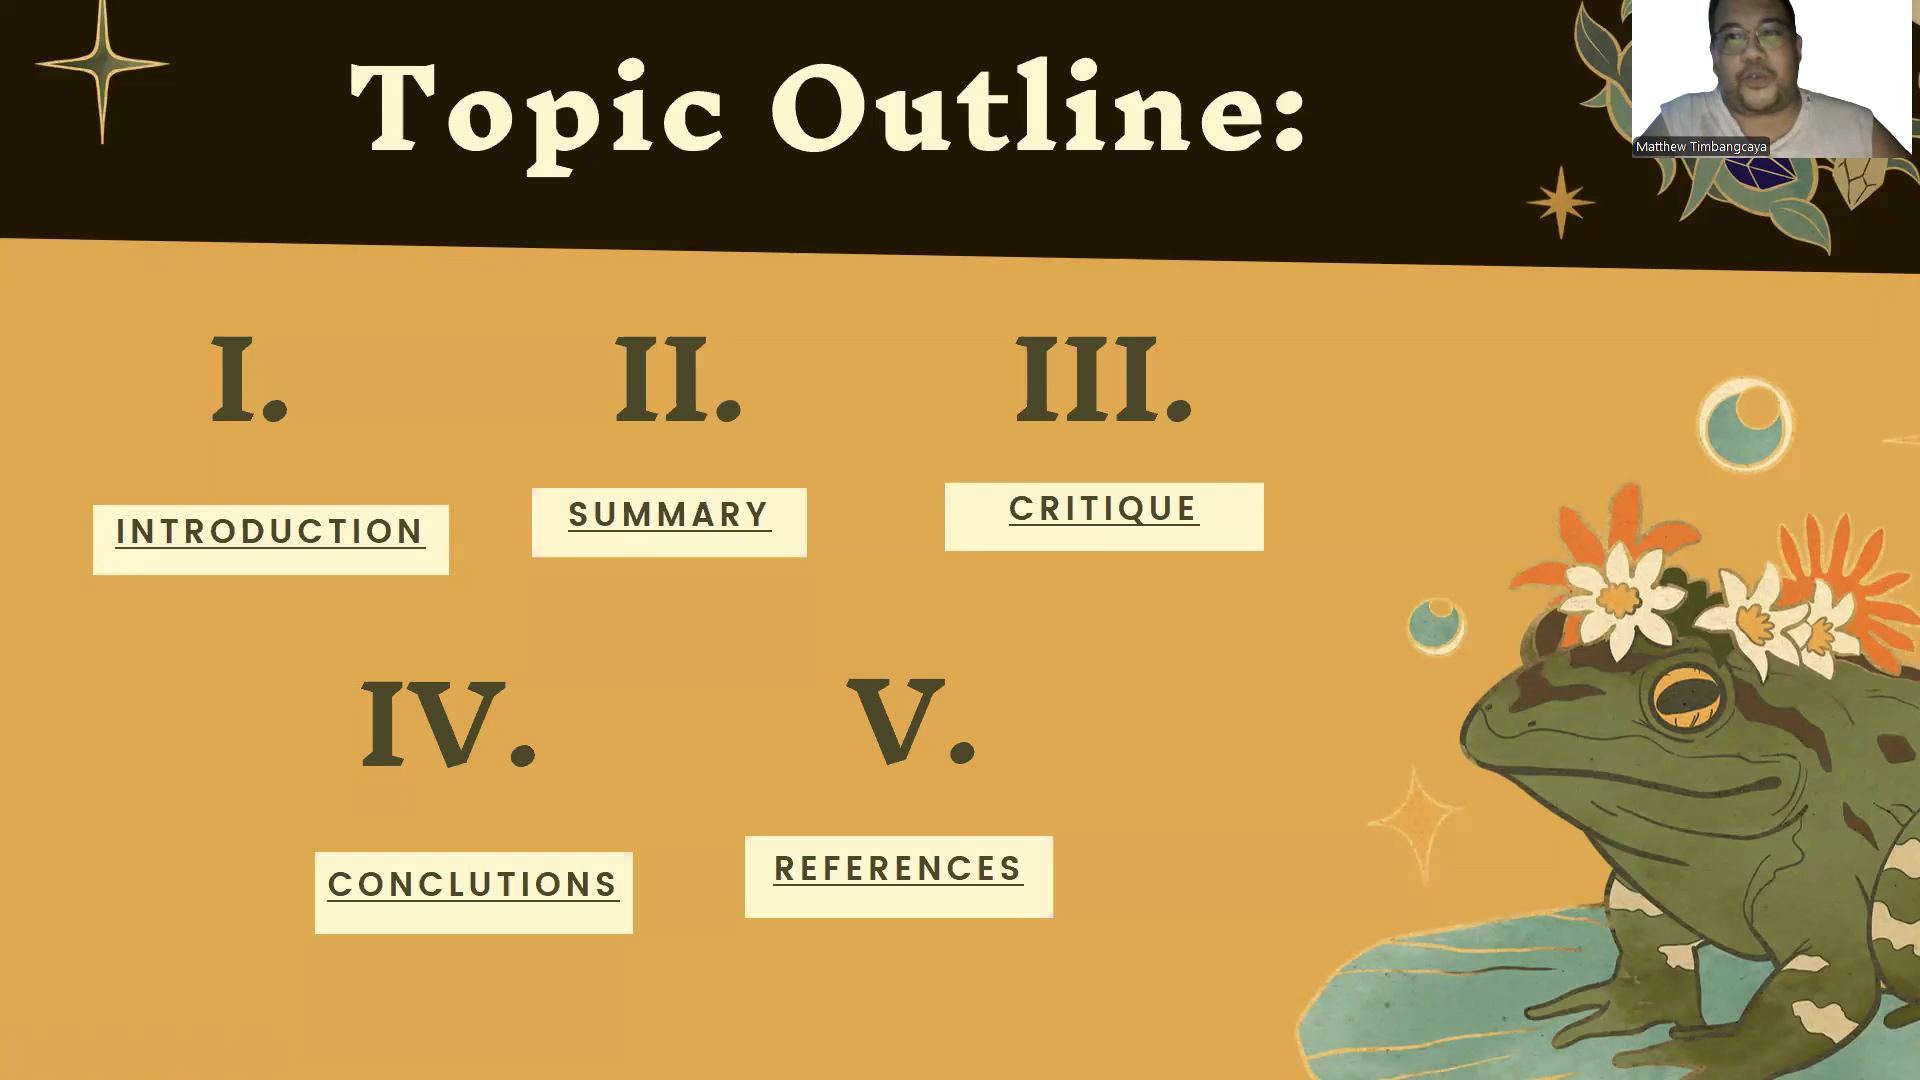 Topic Outline:
Matthew Timbangcaya
I.
II.
III.
INTRODUCTION
SUMMARY
CRITIQUE
IV.
V.
CONCLUTIONS
REFERENCES